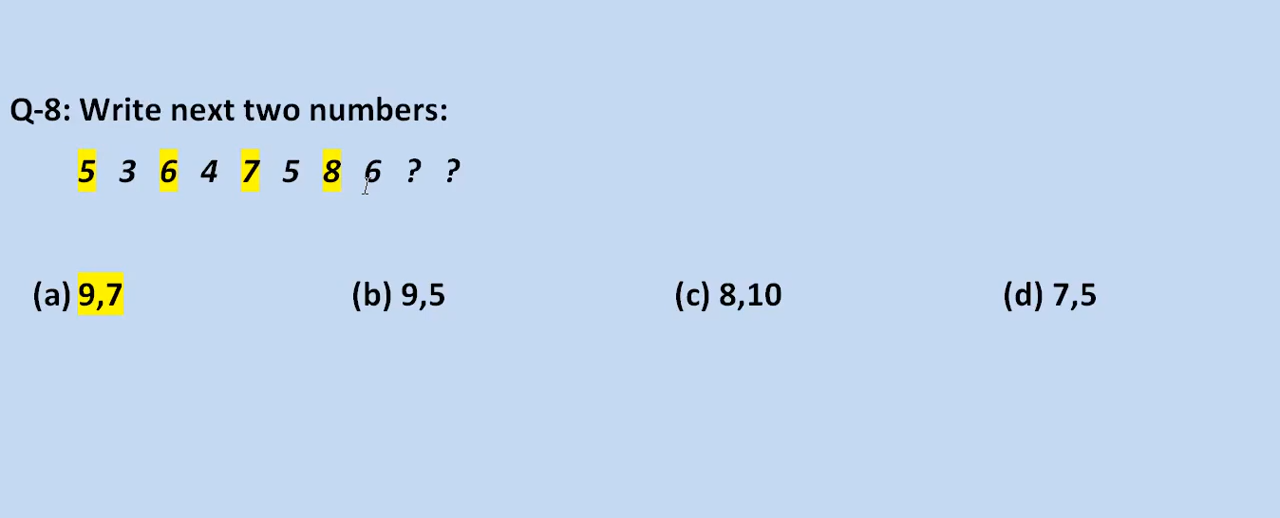 Q-8: Write next two numbers:
5 3 6 4 7 5 8 6 ? ?
(a) 9,7 (b) 9,5 (c) 8,10 (d) 7,5